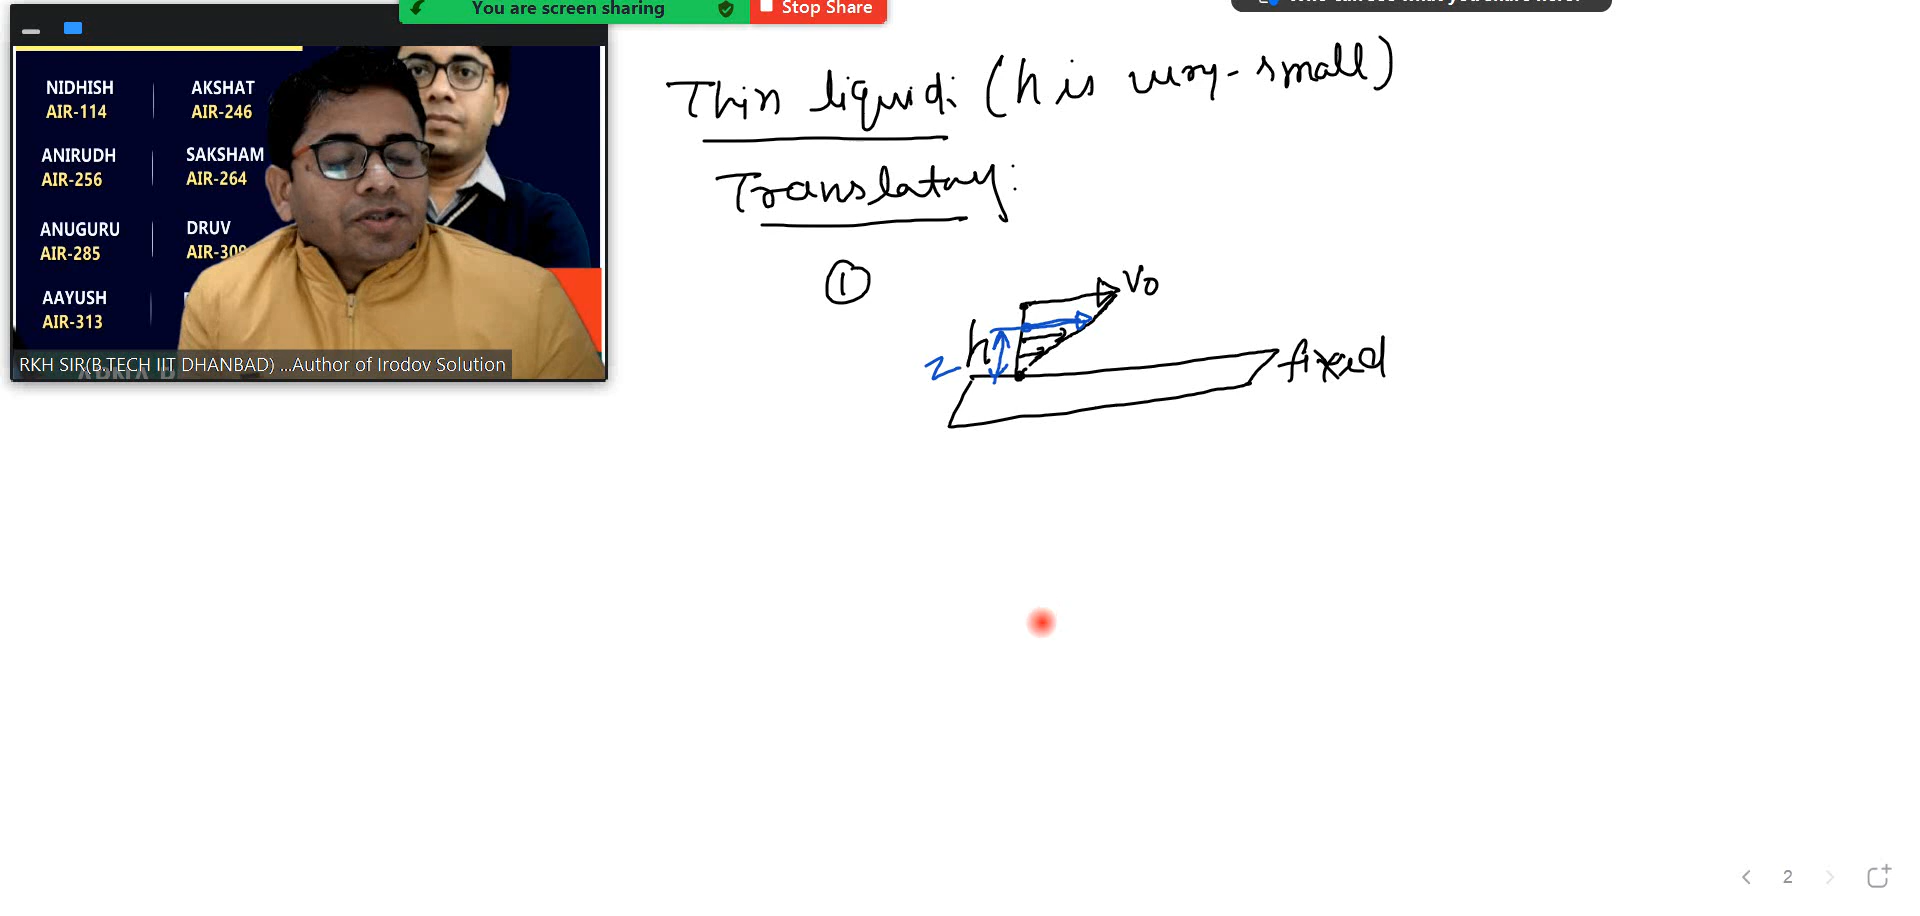 You are screen sharing
Stop Share
NIDHISH AKSHAT
AIR-114 AIR-246
ANIRUDH SAKSHAM
AIR-256 AIR-264
ANUGURU DRUV
AIR-285 AIR-309
AAYUSH
AIR-313
RKH SIR(B.TECH IIT DHANBAD) ...Author of Irodov Solution
Thin liquid: (h is very-small)
Translatory:
①
V0
h
z
fixed
2